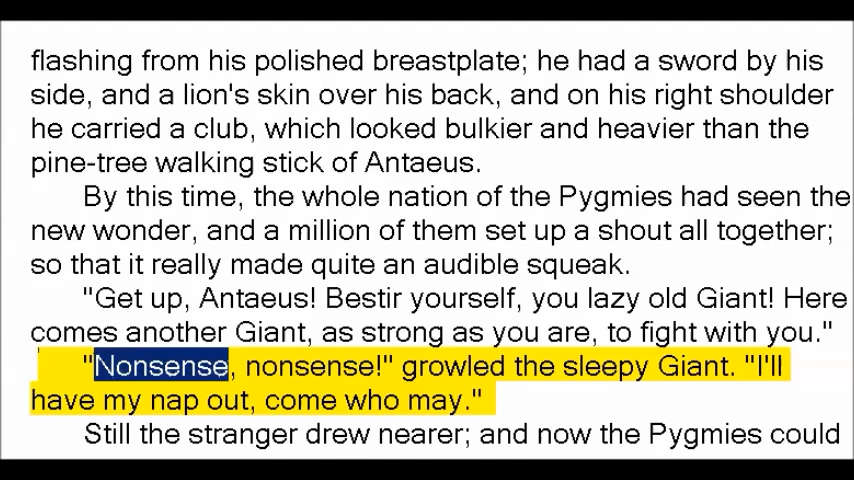 flashing from his polished breastplate; he had a sword by his
side, and a lion's skin over his back, and on his right shoulder
he carried a club, which looked bulkier and heavier than the
pine-tree walking stick of Antaeus.
By this time, the whole nation of the Pygmies had seen the
new wonder, and a million of them set up a shout all together;
so that it really made quite an audible squeak.
"Get up, Antaeus! Bestir yourself, you lazy old Giant! Here
comes another Giant, as strong as you are, to fight with you."
"Nonsense, nonsense!" growled the sleepy Giant. "I'll
have my nap out, come who may."
Still the stranger drew nearer; and now the Pygmies could